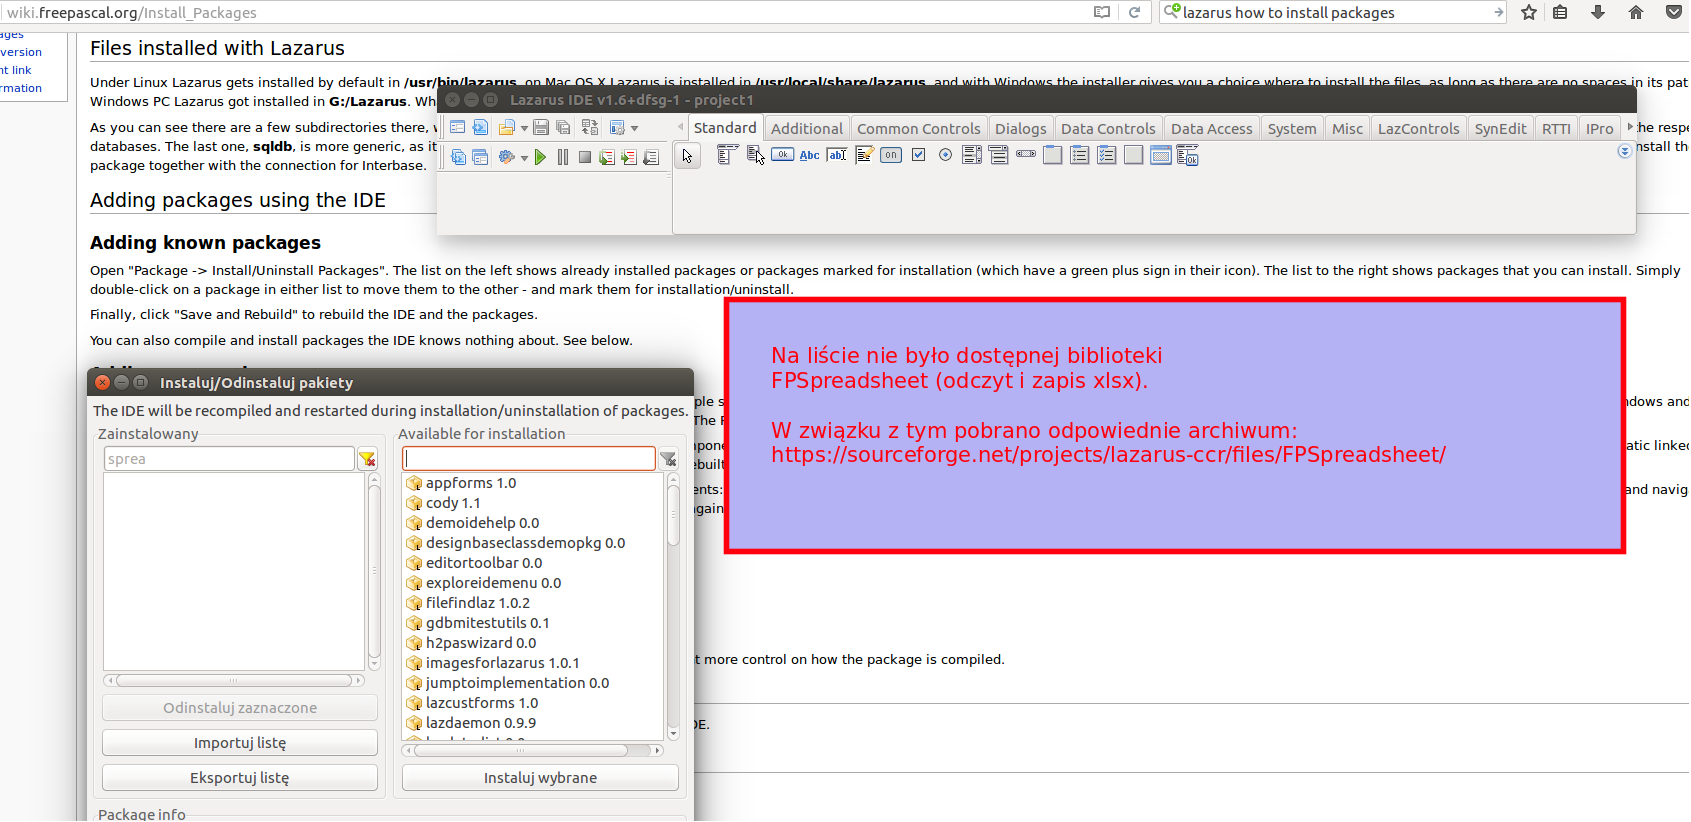 wiki.freepascal.org/Install_Packages
lazarus how to install packages
ages
version
nt link
rmation
Files installed with Lazarus
Under Linux Lazarus gets installed by default in /usr/bin/lazarus, on Mac OS X Lazarus is installed in /usr/local/share/lazarus, and with Windows the installer gives you a choice where to install the files, as long as there are no spaces in its pat
Windows PC Lazarus got installed in G:/Lazarus. Wh
As you can see there are a few subdirectories there, w
the respe
databases. The last one, sqldb, is more generic, as it
nstall the
package together with the connection for Interbase.
Lazarus IDE v1.6+dfsg-1 - project1
Standard Additional Common Controls Dialogs Data Controls Data Access System Misc LazControls SynEdit RTTI IPro
Ok Abc ab on Ok
Adding packages using the IDE
Adding known packages
Open "Package -> Install/Uninstall Packages". The list on the left shows already installed packages or packages marked for installation (which have a green plus sign in their icon). The list to the right shows packages that you can install. Simply
double-click on a package in either list to move them to the other - and mark them for installation/uninstall.
Finally, click "Save and Rebuild" to rebuild the IDE and the packages.
You can also compile and install packages the IDE knows nothing about. See below.
Na liście nie było dostępnej biblioteki
FPSpreadsheet (odczyt i zapis xlsx).
W związku z tym pobrano odpowiednie archiwum:
https://sourceforge.net/projects/lazarus-ccr/files/FPSpreadsheet/
ple s
ndows and
The F
pone
atic linked
ebuilt
ents:
and naviga
again
t more control on how the package is compiled.
DE.
Instaluj/Odinstaluj pakiety
The IDE will be recompiled and restarted during installation/uninstallation of packages.
Zainstalowany
sprea
Odinstaluj zaznaczone
Importuj listę
Eksportuj listę
Available for installation
appforms 1.0
cody 1.1
demoidehelp 0.0
designbaseclassdemopkg 0.0
editortoolbar 0.0
exploreidemenu 0.0
filefindlaz 1.0.2
gdbmitestutils 0.1
h2paswizard 0.0
imagesforlazarus 1.0.1
jumptoimplementation 0.0
lazcustforms 1.0
lazdaemon 0.9.9
Instaluj wybrane
Package info